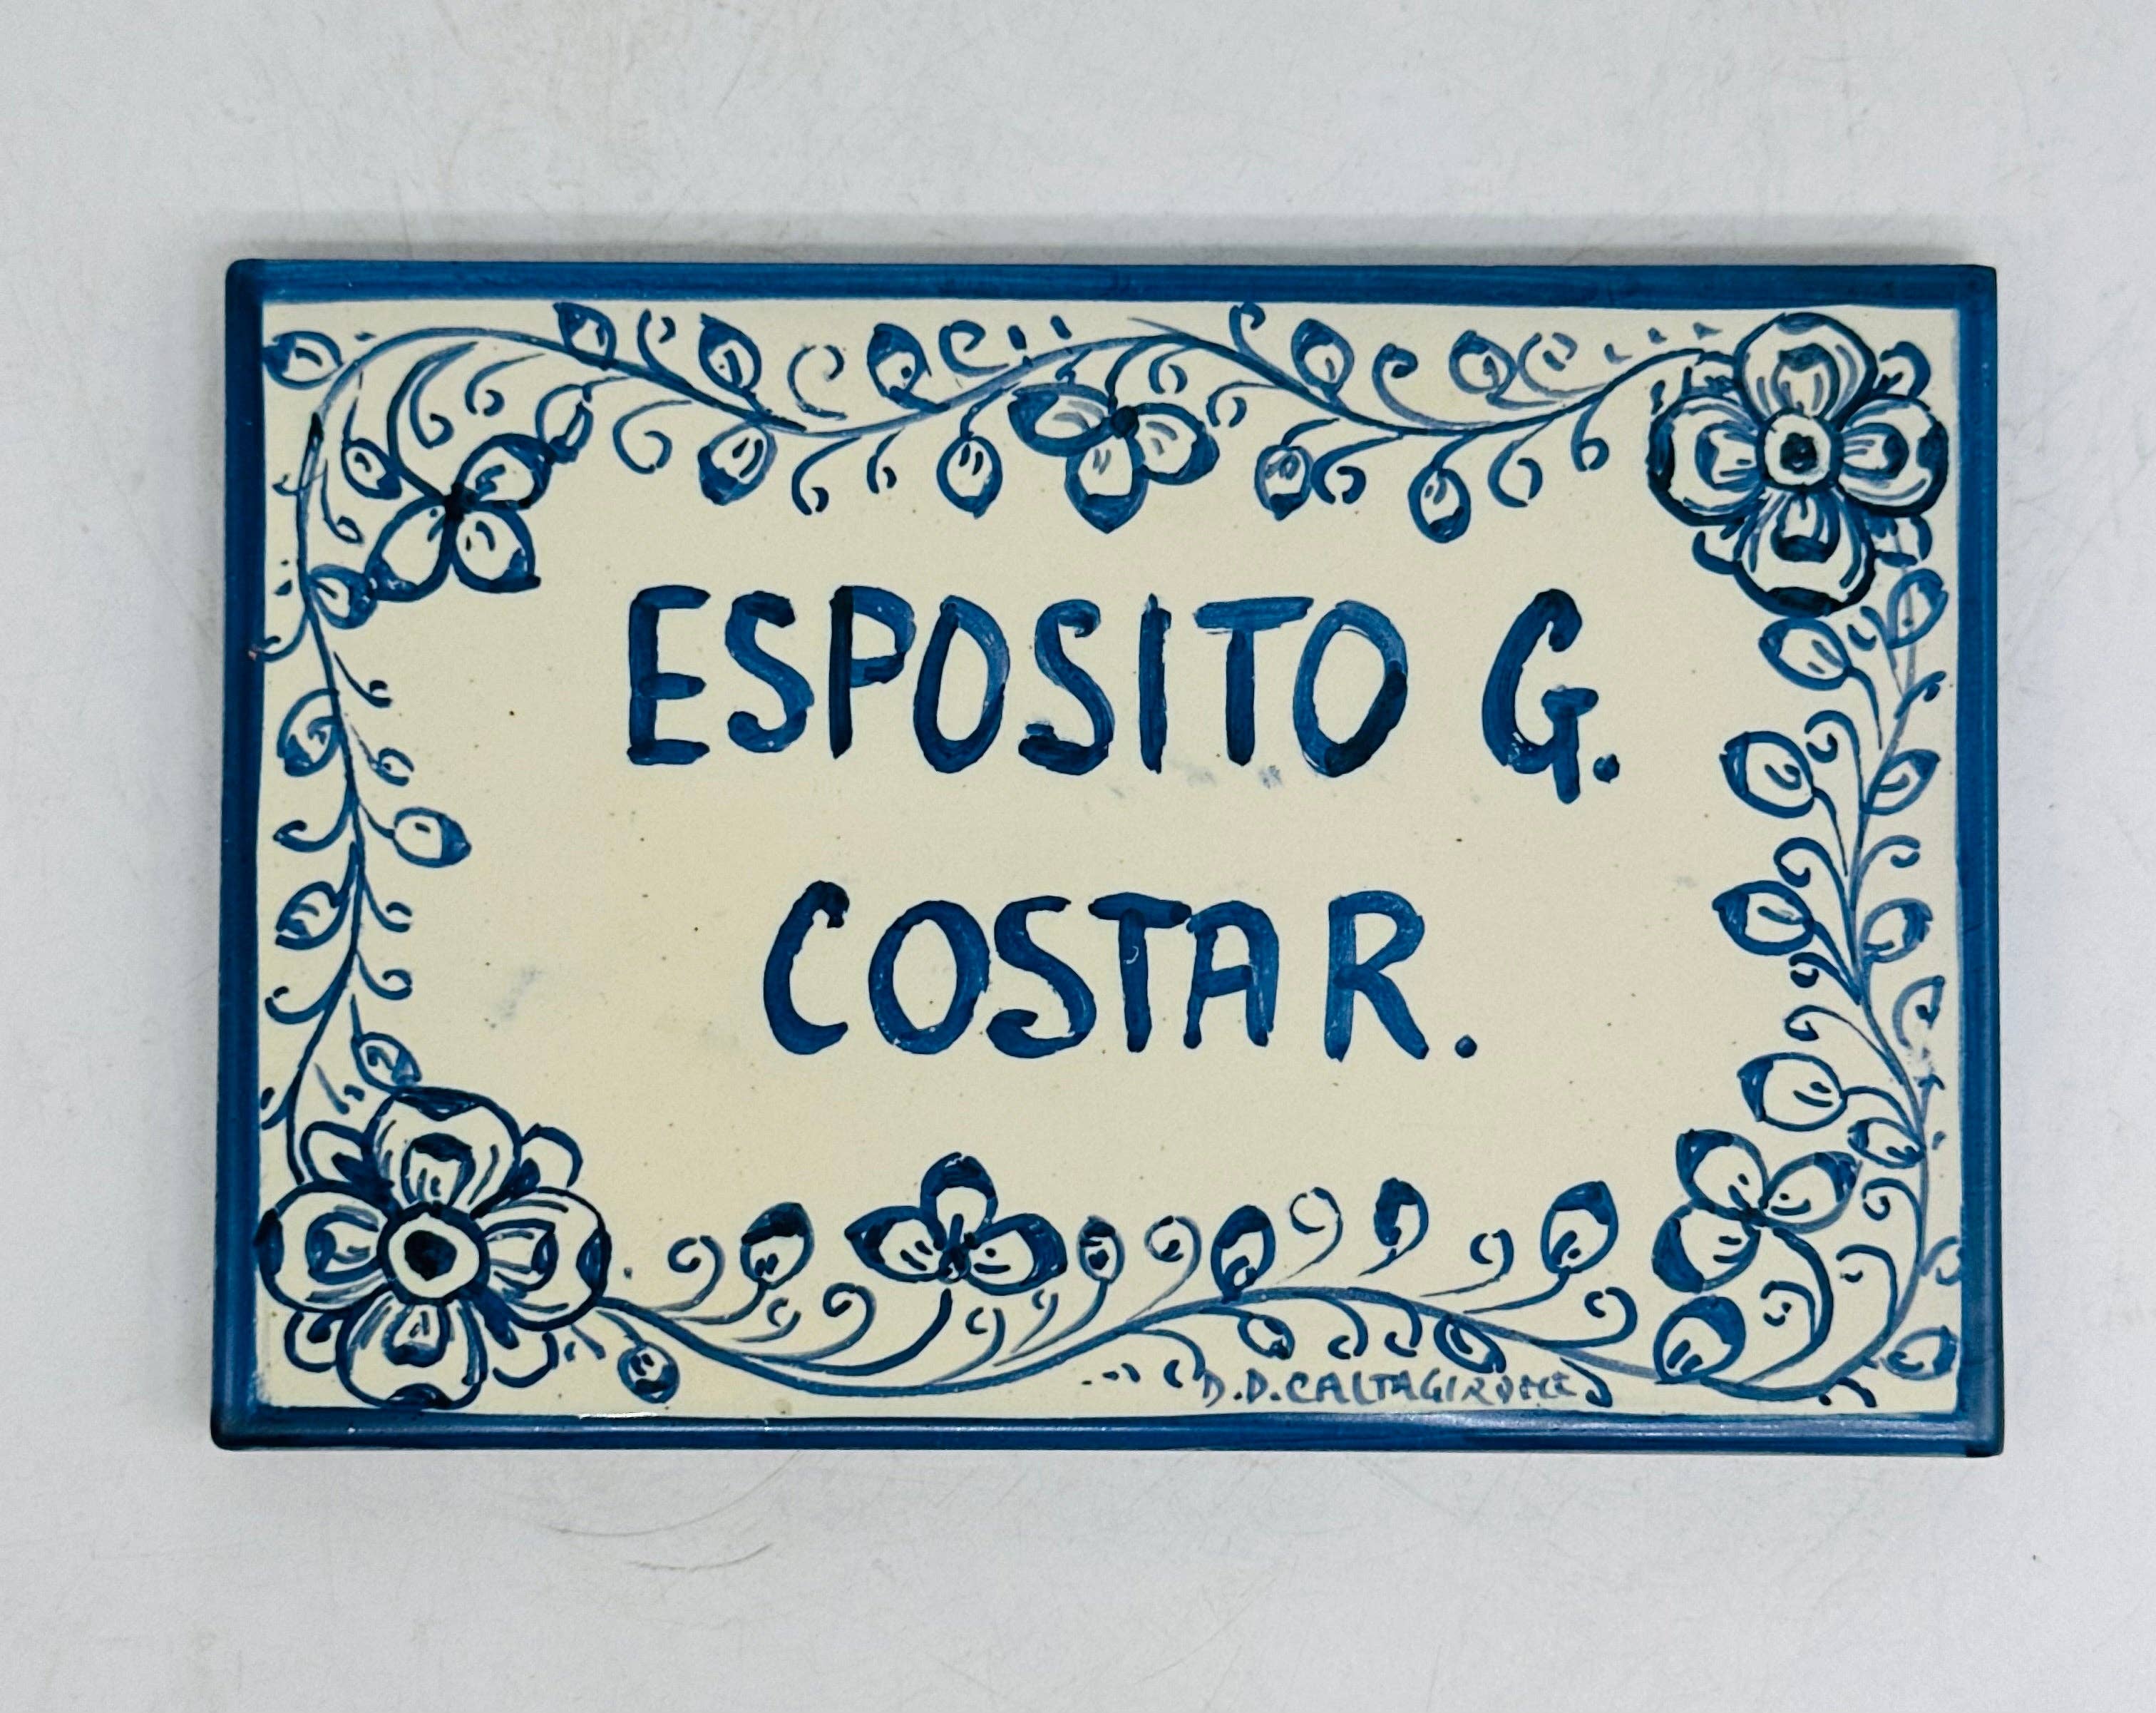 ESPOSITO G.
COSTA R.
D.D. CALTAGIRONE